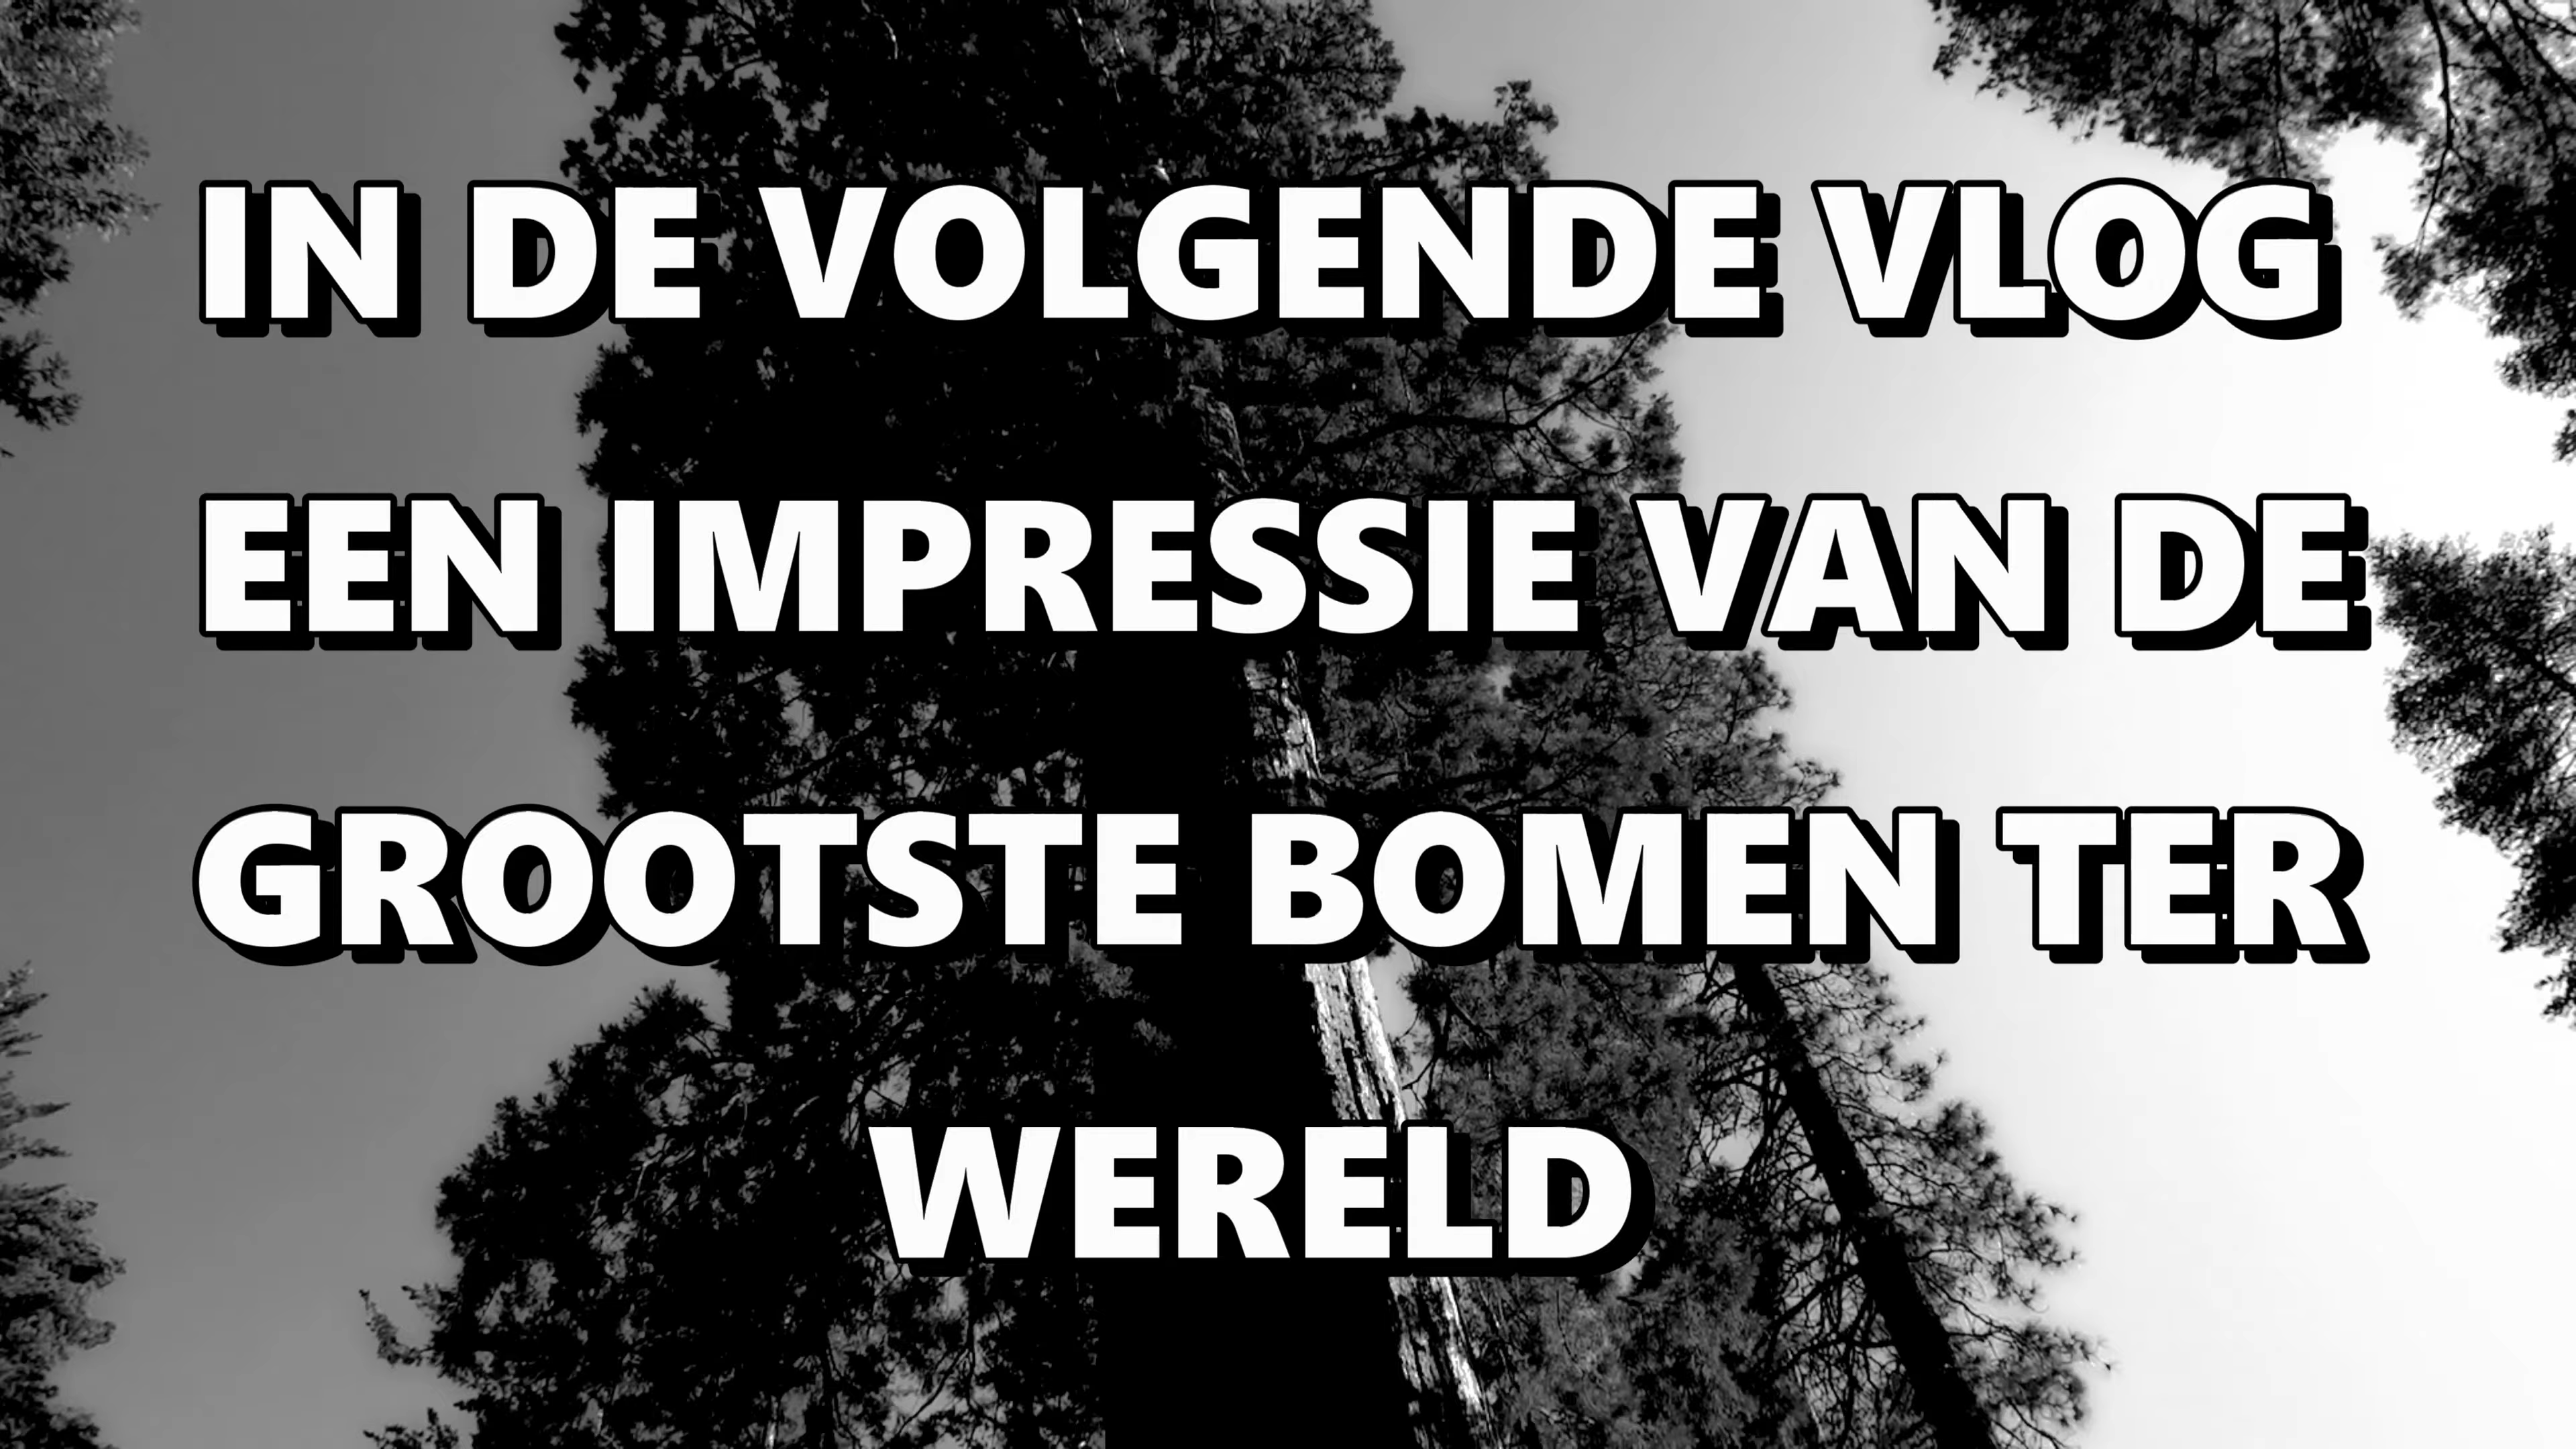 IN DE VOLGENDE VLOG
EEN IMPRESSIE VAN DE
GROOTSTE BOMEN TER
WERELD